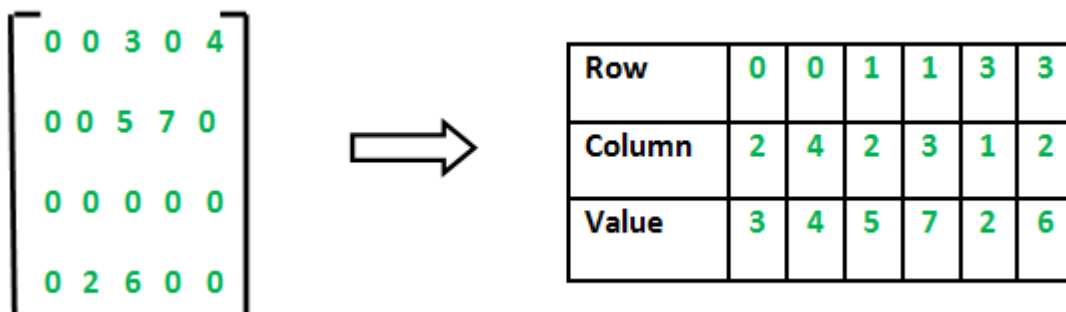 0 0 3 0 4
0 0 5 7 0
0 0 0 0 0
0 2 6 0 0
Row 0 0 1 1 3 3
Column 2 4 2 3 1 2
Value 3 4 5 7 2 6